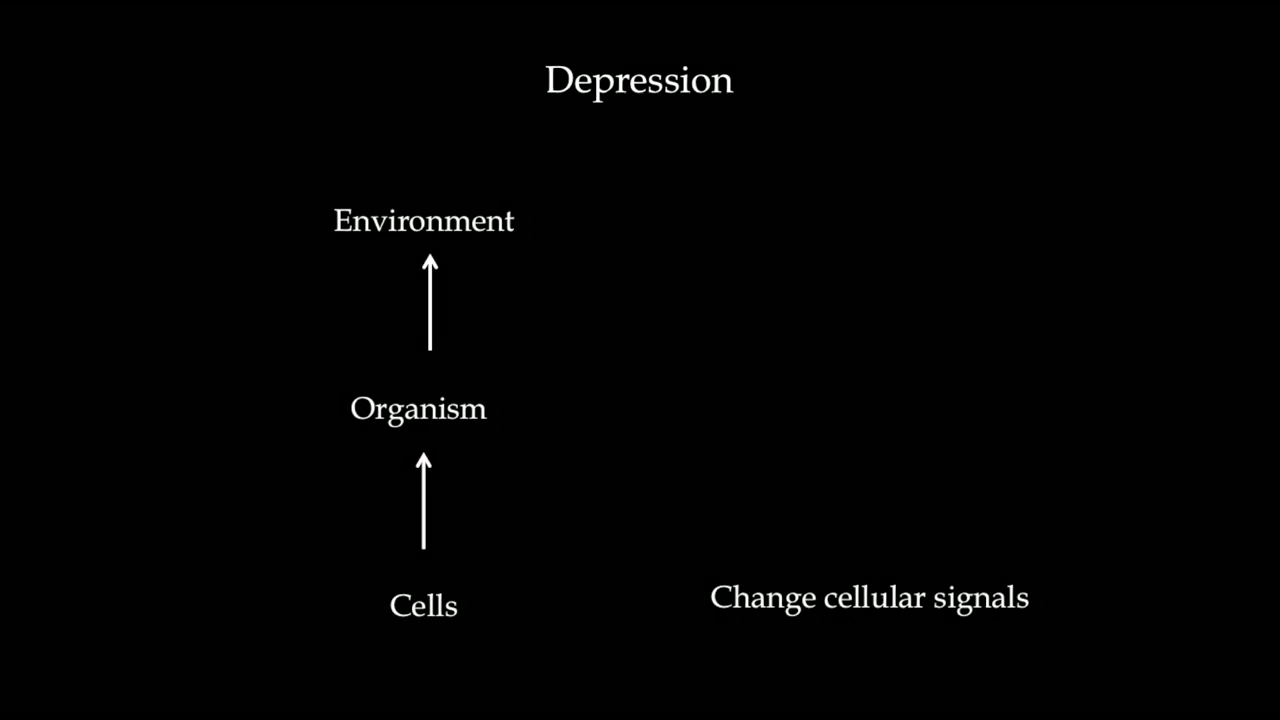 Depression
Environment
Organism
Cells
Change cellular signals